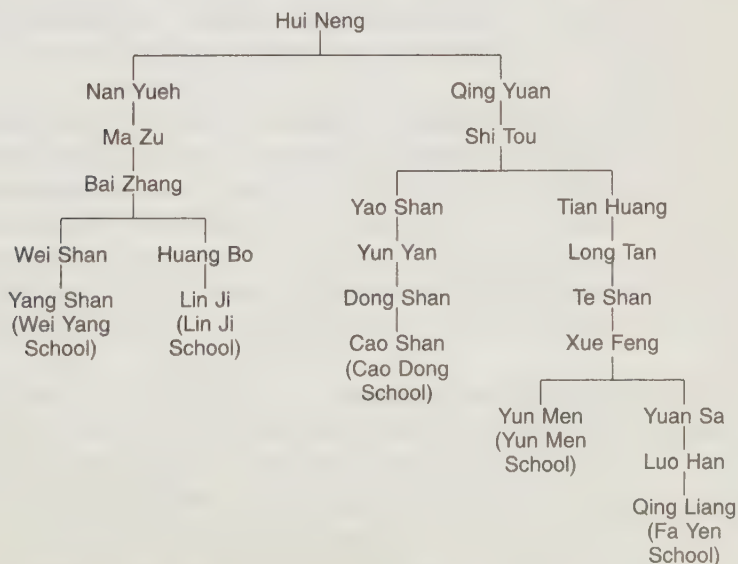 Hui Neng
Nan Yueh
Qing Yuan
Ma Zu
Shi Tou
Bai Zhang
Yao Shan
Tian Huang
Wei Shan
Huang Bo
Yun Yan
Long Tan
Yang Shan
(Wei Yang
School)
Lin Ji
(Lin Ji
School)
Dong Shan
Te Shan
Cao Shan
(Cao Dong
School)
Xue Feng
Yun Men
(Yun Men
School)
Yuan Sa
Luo Han
Qing Liang
(Fa Yen
School)